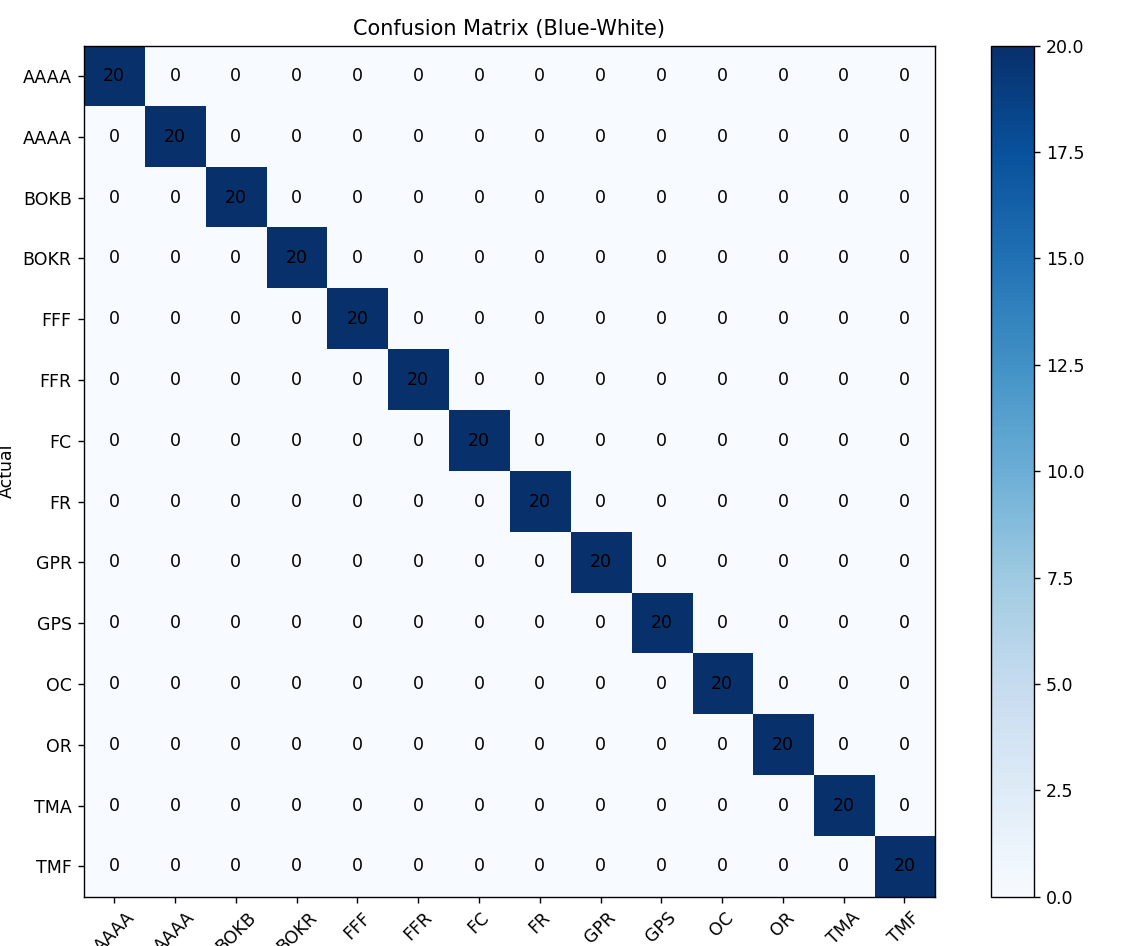 Confusion Matrix (Blue-White)
AAAA 20 0 0 0 0 0 0 0 0 0 0 0 0 0
AAAA 0 20 0 0 0 0 0 0 0 0 0 0 0 0
BOKB 0 0 20 0 0 0 0 0 0 0 0 0 0 0
BOKR 0 0 0 20 0 0 0 0 0 0 0 0 0 0
FFF 0 0 0 0 20 0 0 0 0 0 0 0 0 0
FFR 0 0 0 0 0 20 0 0 0 0 0 0 0 0
FC 0 0 0 0 0 0 20 0 0 0 0 0 0 0
FR 0 0 0 0 0 0 0 20 0 0 0 0 0 0
GPR 0 0 0 0 0 0 0 0 20 0 0 0 0 0
GPS 0 0 0 0 0 0 0 0 0 20 0 0 0 0
OC 0 0 0 0 0 0 0 0 0 0 20 0 0 0
OR 0 0 0 0 0 0 0 0 0 0 0 20 0 0
TMA 0 0 0 0 0 0 0 0 0 0 0 0 20 0
TMF 0 0 0 0 0 0 0 0 0 0 0 0 0 20
AAAA AAAA BOKB BOKR FFF FFR FC FR GPR GPS OC OR TMA TMF
Actual
20.0
17.5
15.0
12.5
10.0
7.5
5.0
2.5
0.0